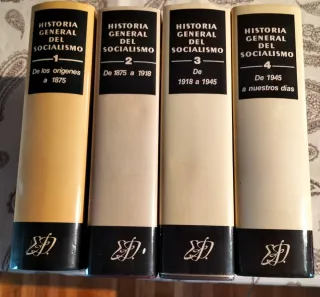 HISTORIA
GENERAL
DEL
SOCIALISMO
1
De los orígenes
a 1875
HISTORIA
GENERAL
DEL
SOCIALISMO
2
De 1875 a 1918
HISTORIA
GENERAL
DEL
SOCIALISMO
3
De
1918 a 1945
HISTORIA
GENERAL
DEL
SOCIALISMO
4
De 1945
a nuestros días